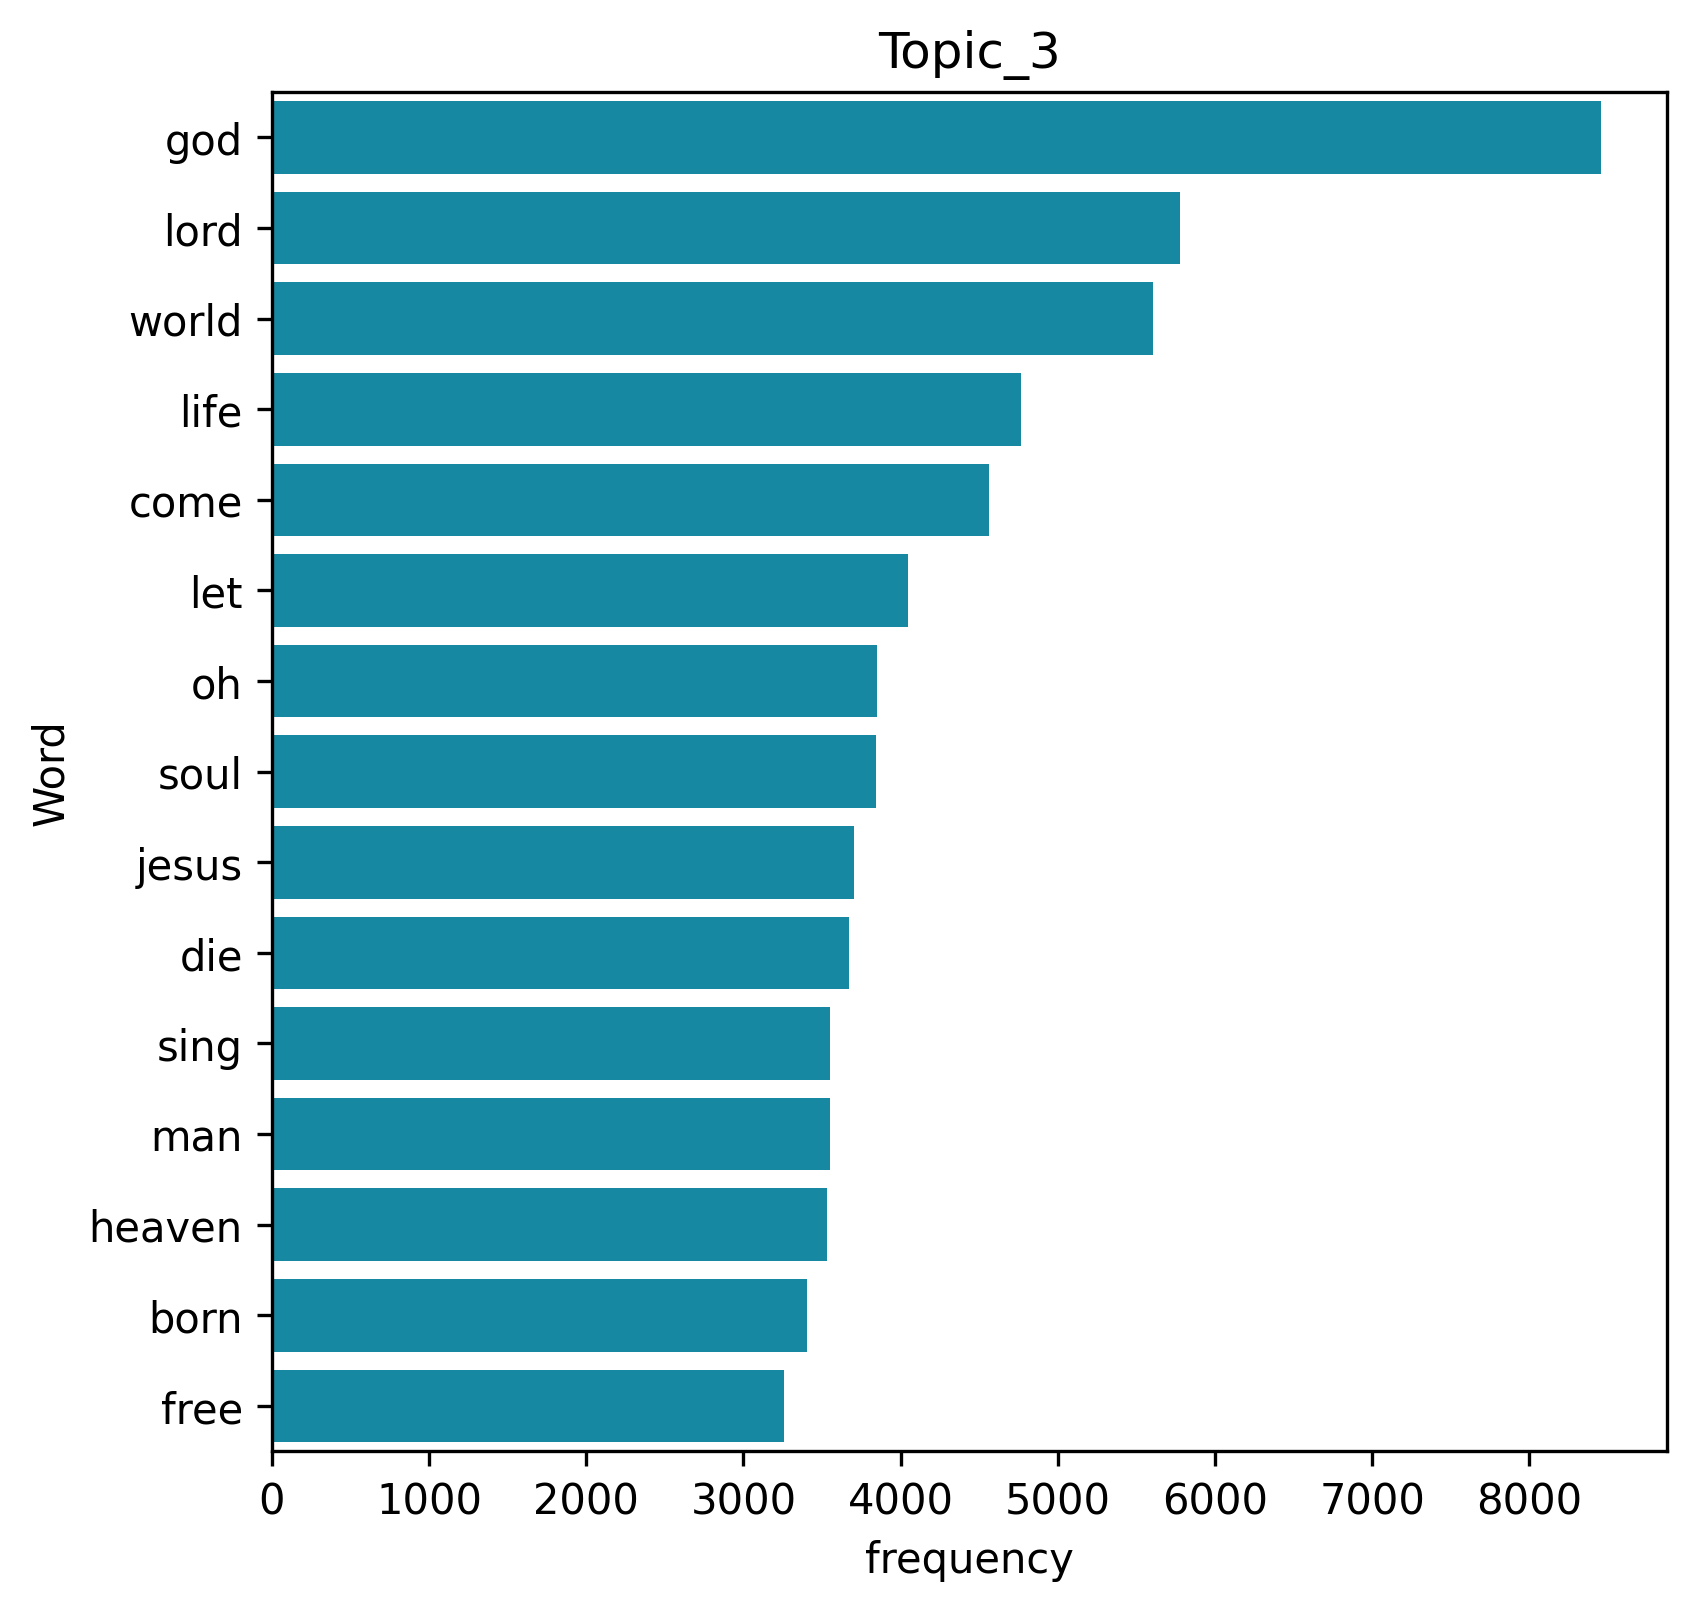 Topic_3
god
lord
world
life
come
let
oh
soul
jesus
die
sing
man
heaven
born
free
Word
0 1000 2000 3000 4000 5000 6000 7000 8000
frequency